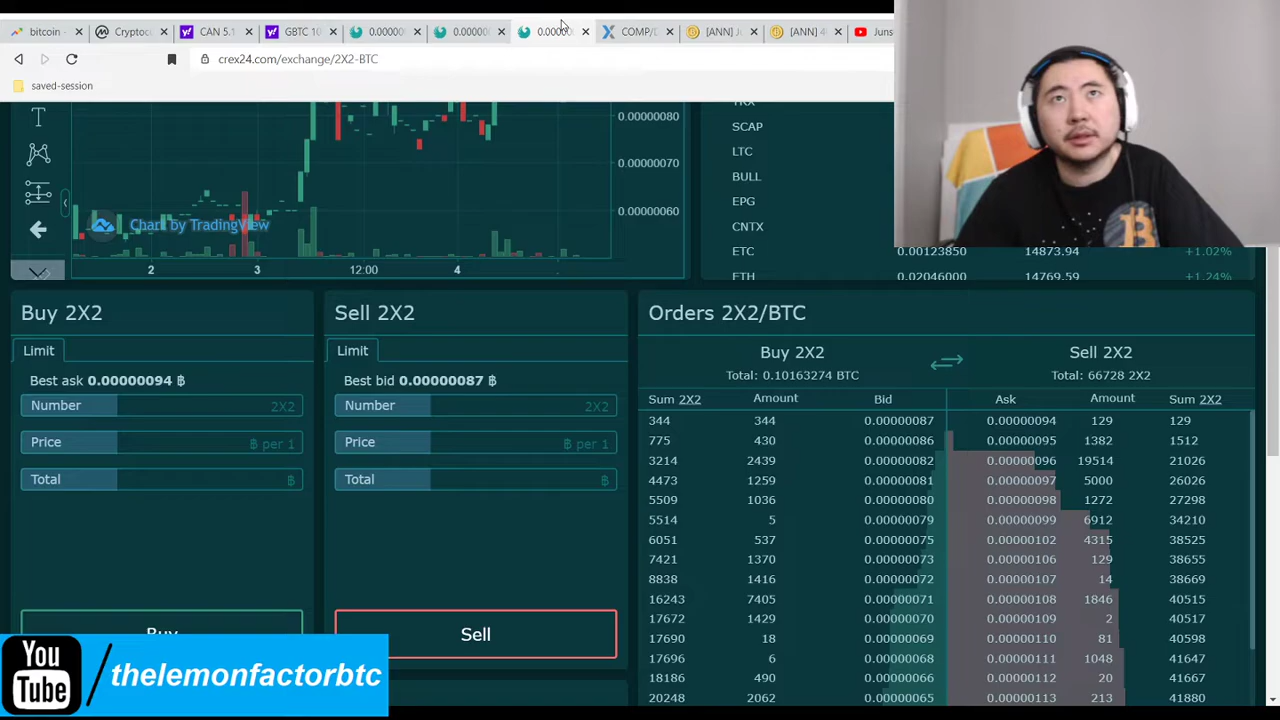 bitcoin -
Cryptoc
CAN 5.1
GBTC 10
0.00000
0.00000
0.0000
COMP/D
[ANN] J
[ANN] 4
Juns
crex24.com/exchange/2X2-BTC
saved-session
0.00000080
0.00000070
0.00000060
Chart by TradingView
2 3 12:00 4
TRX
SCAP
LTC
BULL
EPG
CNTX
ETC 0.00123850 14873.94 +1.02%
ETH 0.02046000 14769.59 +1.24%
Buy 2X2
Limit
Best ask 0.00000094 ฿
Number 2X2
Price ฿ per 1
Total ฿
Buy
Sell 2X2
Limit
Best bid 0.00000087 ฿
Number 2X2
Price ฿ per 1
Total ฿
Sell
Orders 2X2/BTC
Buy 2X2 Sell 2X2
Total: 0.10163274 BTC Total: 66728 2X2
Sum 2X2 Amount Bid Ask Amount Sum 2X2
344 344 0.00000087 0.00000094 129 129
775 430 0.00000086 0.00000095 1382 1512
3214 2439 0.00000082 0.00000096 19514 21026
4473 1259 0.00000081 0.00000097 5000 26026
5509 1036 0.00000080 0.00000098 1272 27298
5514 5 0.00000079 0.00000099 6912 34210
6051 537 0.00000075 0.00000102 4315 38525
7421 1370 0.00000073 0.00000106 129 38655
8838 1416 0.00000072 0.00000107 14 38669
16243 7405 0.00000071 0.00000108 1846 40515
17672 1429 0.00000070 0.00000109 2 40517
17690 18 0.00000069 0.00000110 81 40598
17696 6 0.00000068 0.00000111 1048 41647
18186 490 0.00000066 0.00000112 20 41667
20248 2062 0.00000065 0.00000113 213 41880
You
Tube
/thelemonfactorbtc